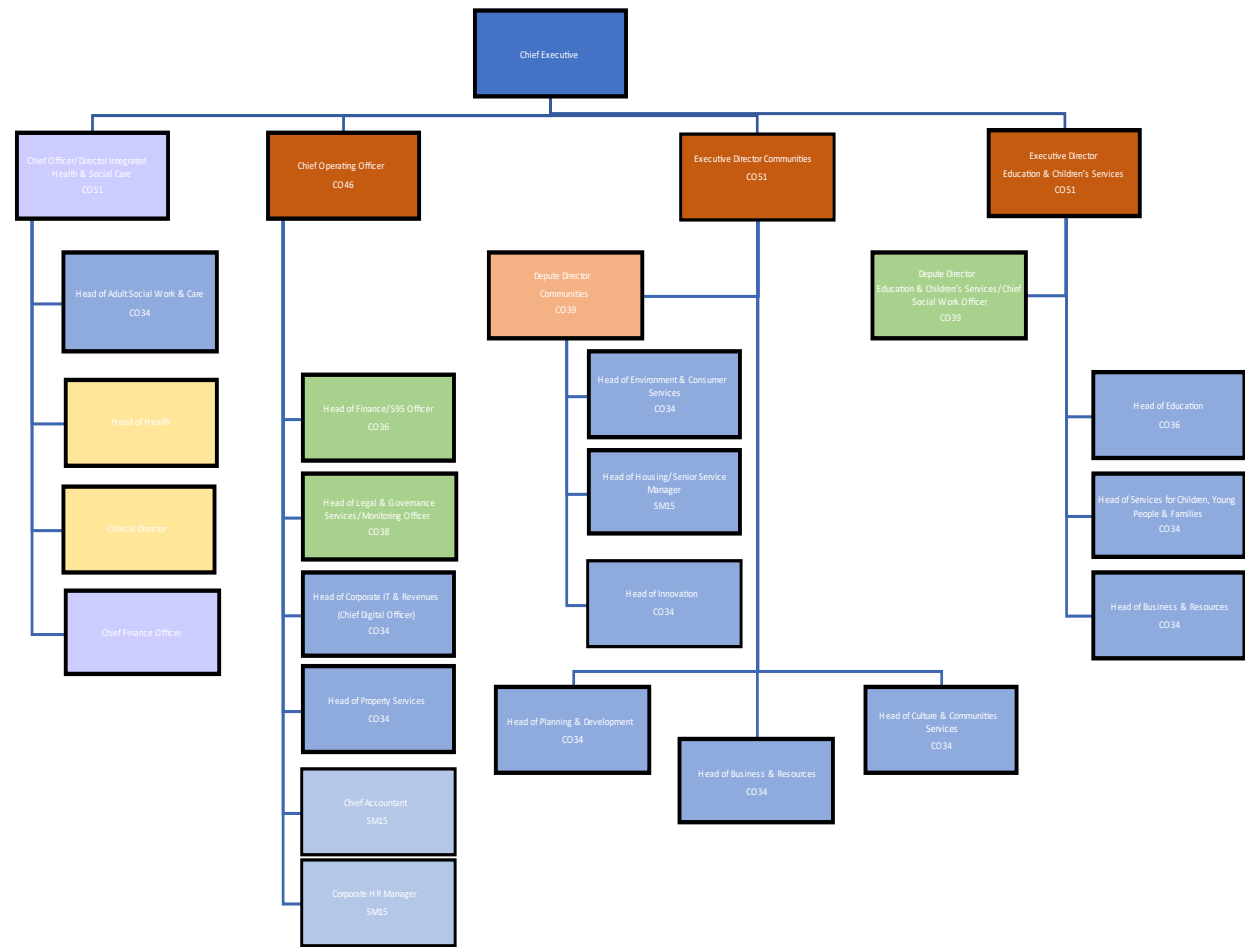 Chief Executive
Chief Officer/Director Integrated
Health & Social Care
CO51
Chief Operating Officer
CO46
Executive Director Communities
CO51
Executive Director
Education & Children's Services
CO51
Head of Adult Social Work & Care
CO34
Head of Health
Clinical Director
Chief Finance Officer
Head of Finance/S95 Officer
CO36
Head of Legal & Governance
Services/Monitoring Officer
CO38
Head of Corporate IT & Revenues
(Chief Digital Officer)
CO34
Head of Property Services
CO34
Chief Accountant
SM15
Corporate HR Manager
SM15
Depute Director
Communities
CO39
Head of Environment & Consumer
Services
CO34
Head of Housing/Senior Service
Manager
SM15
Head of Innovation
CO34
Head of Planning & Development
CO34
Head of Business & Resources
CO34
Head of Culture & Communities
Services
CO34
Depute Director
Education & Children's Services/Chief
Social Work Officer
CO39
Head of Education
CO36
Head of Services for Children, Young
People & Families
CO34
Head of Business & Resources
CO34